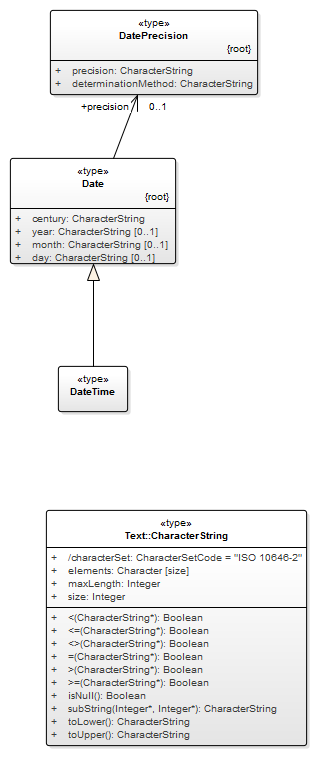 «type»
DatePrecision
{root}
+ precision: CharacterString
+ determinationMethod: CharacterString
+precision 0..1
«type»
Date
{root}
+ century: CharacterString
+ year: CharacterString [0..1]
+ month: CharacterString [0..1]
+ day: CharacterString [0..1]
«type»
DateTime
«type»
Text::CharacterString
+ /characterSet: CharacterSetCode = "ISO 10646-2"
+ elements: Character [size]
+ maxLength: Integer
+ size: Integer
+ <(CharacterString*): Boolean
+ <=(CharacterString*): Boolean
+ <>(CharacterString*): Boolean
+ =(CharacterString*): Boolean
+ >(CharacterString*): Boolean
+ >=(CharacterString*): Boolean
+ isNull(): Boolean
+ subString(Integer*, Integer*): CharacterString
+ toLower(): CharacterString
+ toUpper(): CharacterString